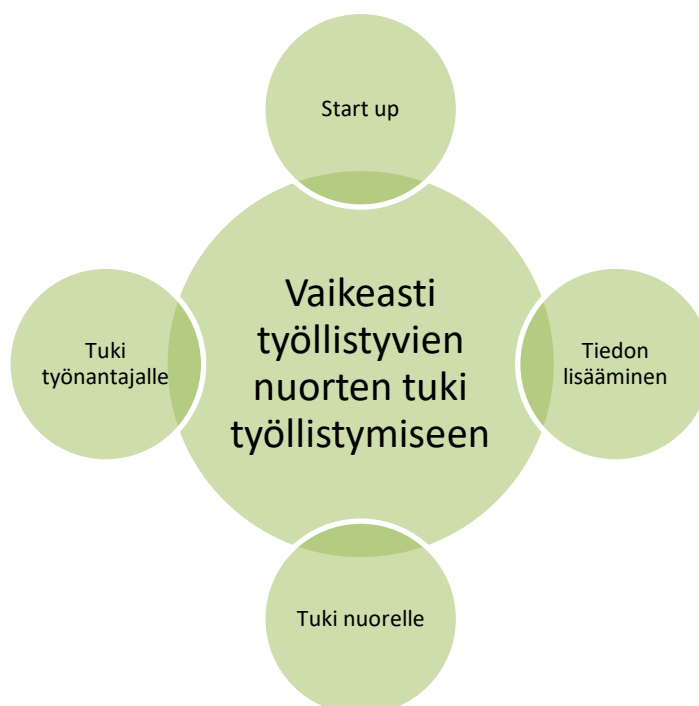 Start up
Vaikeasti
työllistyvien
nuorten tuki
työllistymiseen
Tuki
työnantajalle
Tiedon
lisääminen
Tuki nuorelle